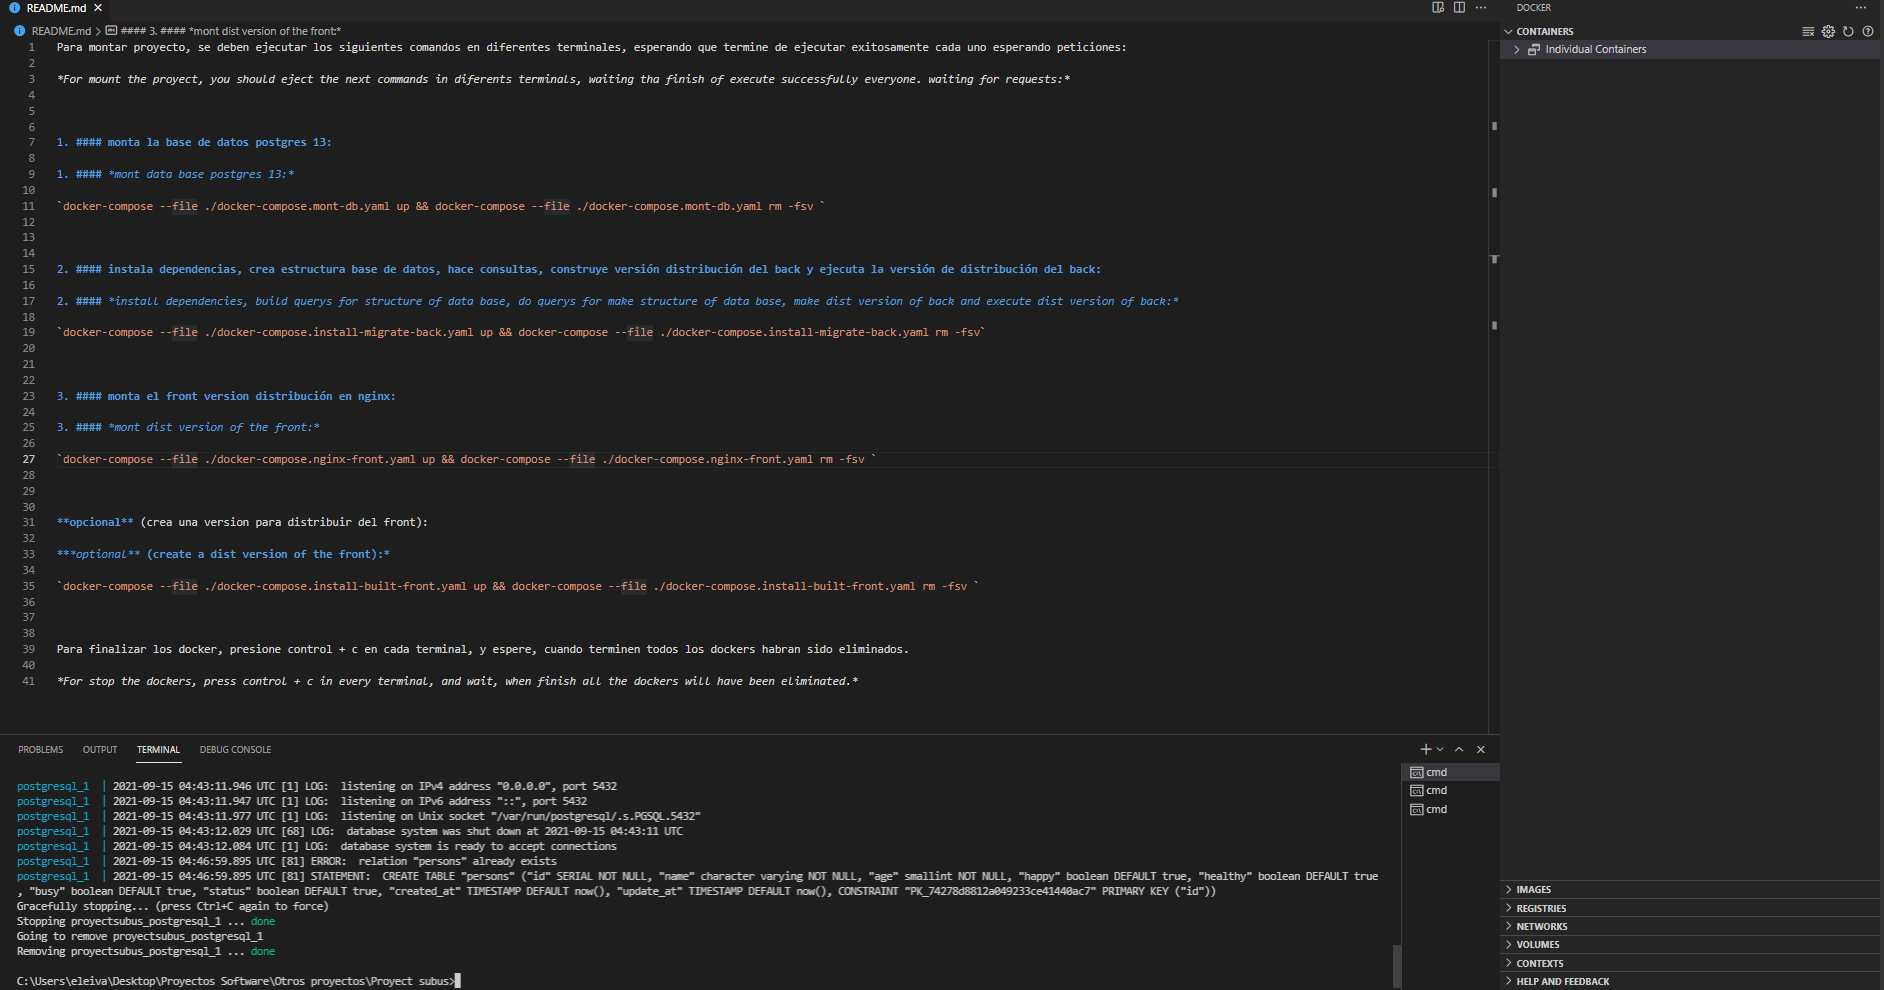 README.md
README.md > #### 3. #### *mont dist version of the front:*
1 Para montar proyecto, se deben ejecutar los siguientes comandos en diferentes terminales, esperando que termine de ejecutar exitosamente cada uno esperando peticiones:
2
3 *For mount the proyect, you should eject the next commands in diferents terminals, waiting tha finish of execute successfully everyone. waiting for requests:*
4
5
6
7 1. #### monta la base de datos postgres 13:
8
9 1. #### *mont data base postgres 13:*
10
11 `docker-compose --file ./docker-compose.mont-db.yaml up && docker-compose --file ./docker-compose.mont-db.yaml rm -fsv `
12
13
14
15 2. #### instala dependencias, crea estructura base de datos, hace consultas, construye versión distribución del back y ejecuta la versión de distribución del back:
16
17 2. #### *install dependencies, build querys for structure of data base, do querys for make structure of data base, make dist version of back and execute dist version of back:*
18
19 `docker-compose --file ./docker-compose.install-migrate-back.yaml up && docker-compose --file ./docker-compose.install-migrate-back.yaml rm -fsv`
20
21
22
23 3. #### monta el front version distribución en nginx:
24
25 3. #### *mont dist version of the front:*
26
27 `docker-compose --file ./docker-compose.nginx-front.yaml up && docker-compose --file ./docker-compose.nginx-front.yaml rm -fsv `
28
29
30
31 **opcional** (crea una version para distribuir del front):
32
33 ***optional** (create a dist version of the front):*
34
35 `docker-compose --file ./docker-compose.install-built-front.yaml up && docker-compose --file ./docker-compose.install-built-front.yaml rm -fsv `
36
37
38
39 Para finalizar los docker, presione control + c en cada terminal, y espere, cuando terminen todos los dockers habran sido eliminados.
40
41 *For stop the dockers, press control + c in every terminal, and wait, when finish all the dockers will have been eliminated.*
PROBLEMS OUTPUT TERMINAL DEBUG CONSOLE
postgresql_1 | 2021-09-15 04:43:11.946 UTC [1] LOG: listening on IPv4 address "0.0.0.0", port 5432
postgresql_1 | 2021-09-15 04:43:11.947 UTC [1] LOG: listening on IPv6 address "::", port 5432
postgresql_1 | 2021-09-15 04:43:11.977 UTC [1] LOG: listening on Unix socket "/var/run/postgresql/.s.PGSQL.5432"
postgresql_1 | 2021-09-15 04:43:12.029 UTC [68] LOG: database system was shut down at 2021-09-15 04:43:11 UTC
postgresql_1 | 2021-09-15 04:43:12.084 UTC [1] LOG: database system is ready to accept connections
postgresql_1 | 2021-09-15 04:46:59.895 UTC [81] ERROR: relation "persons" already exists
postgresql_1 | 2021-09-15 04:46:59.895 UTC [81] STATEMENT: CREATE TABLE "persons" ("id" SERIAL NOT NULL, "name" character varying NOT NULL, "age" smallint NOT NULL, "happy" boolean DEFAULT true, "healthy" boolean DEFAULT true
, "busy" boolean DEFAULT true, "status" boolean DEFAULT true, "created_at" TIMESTAMP DEFAULT now(), "update_at" TIMESTAMP DEFAULT now(), CONSTRAINT "PK_74278d8812a049233ce41440ac7" PRIMARY KEY ("id"))
Gracefully stopping... (press Ctrl+C again to force)
Stopping proyectsubus_postgresql_1 ... done
Going to remove proyectsubus_postgresql_1
Removing proyectsubus_postgresql_1 ... done
C:\Users\eleiva\Desktop\Proyectos Software\Otros proyectos\Proyect subus>
cmd
cmd
cmd
DOCKER
CONTAINERS
Individual Containers
IMAGES
REGISTRIES
NETWORKS
VOLUMES
CONTEXTS
HELP AND FEEDBACK